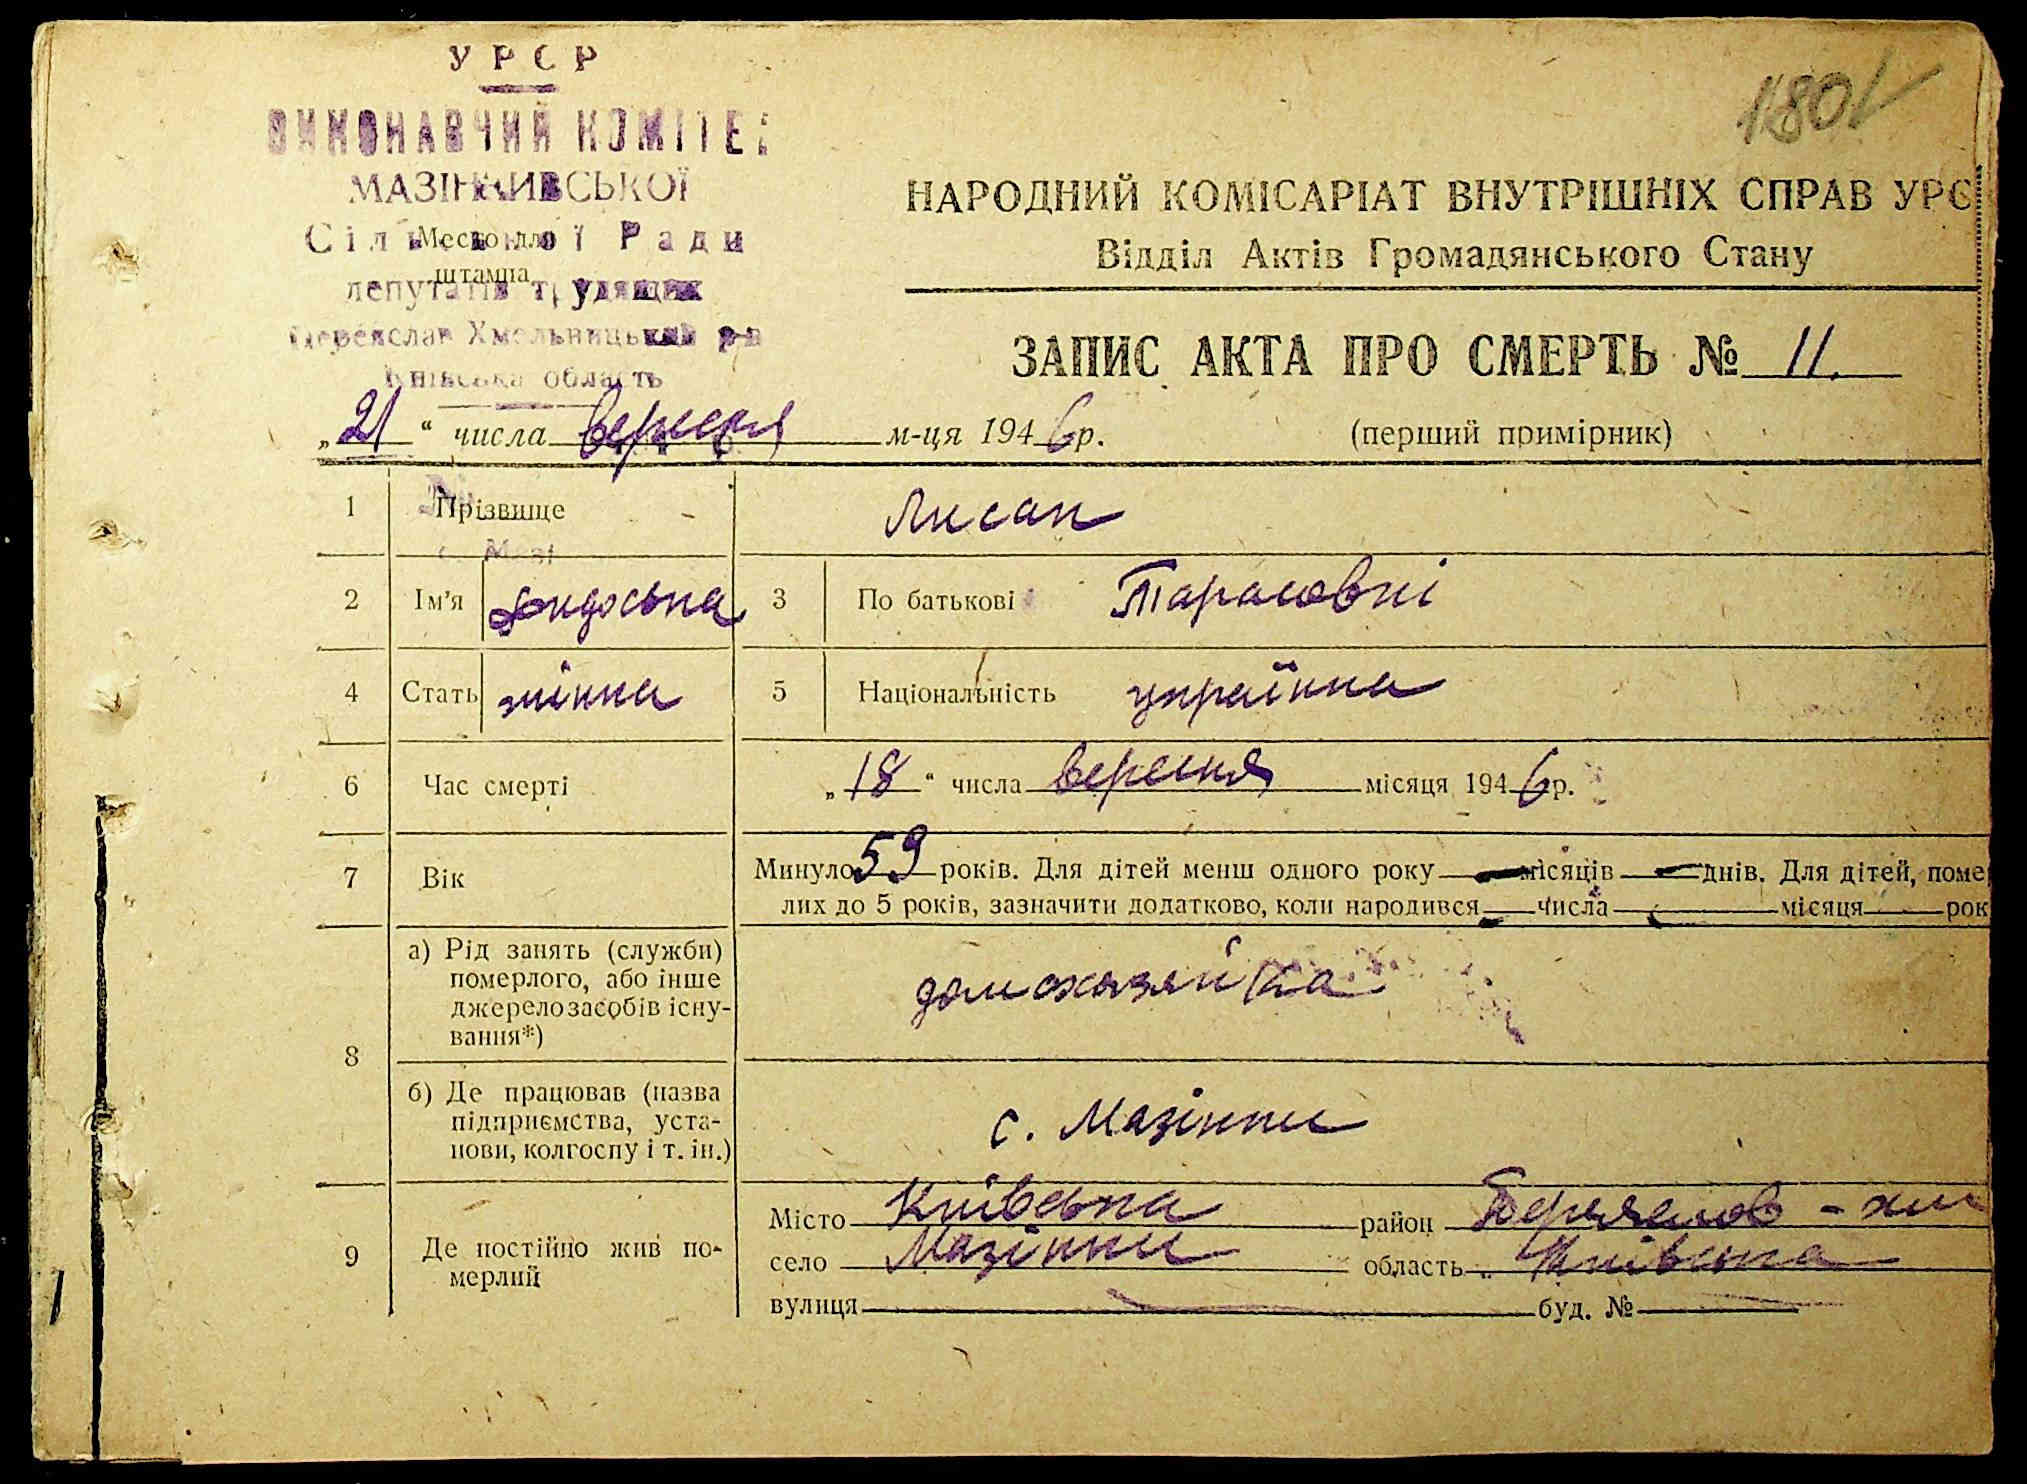 УРСР
ВИКОНАВЧИЙ КОМІТЕ
МАЗІНКИВСЬКОЇ
Сільської Ради
Место для
штампа
депутатів трудящих
Переяслав Хмельницький р-н
Київська область
1801
НАРОДНИЙ КОМІСАРІАТ ВНУТРІШНІХ СПРАВ УРС
Відділ Актів Громадянського Стану
ЗАПИС АКТА ПРО СМЕРТЬ № 11.
„21“ числа вересня м-ця 1946р.
(перший примірник)
1 Прізвище Лисак
2 Ім'я 3 По батькові Тарасовні
4 Стать жінка 5 Національність українка
6 Час смерті „18“ числа вересня місяця 1946р.
7 Вік Минуло 59 років. Для дітей менш одного року — місяців — днів. Для дітей, поме
лих до 5 років, зазначити додатково, коли народився — числа — місяця — рок
8 а) Рід занять (служби)
померлого, або інше
джерело засобів існу-
вання*)
домохазяйка
б) Де працював (назва
підприємства, уста-
нови, колгоспу і т. ін.)
с. Мазінки
9 Де постійно жив по-
мерлий
Місто Київська район Переяслов - хм
село Мазінки область Київська
вулиця буд. №